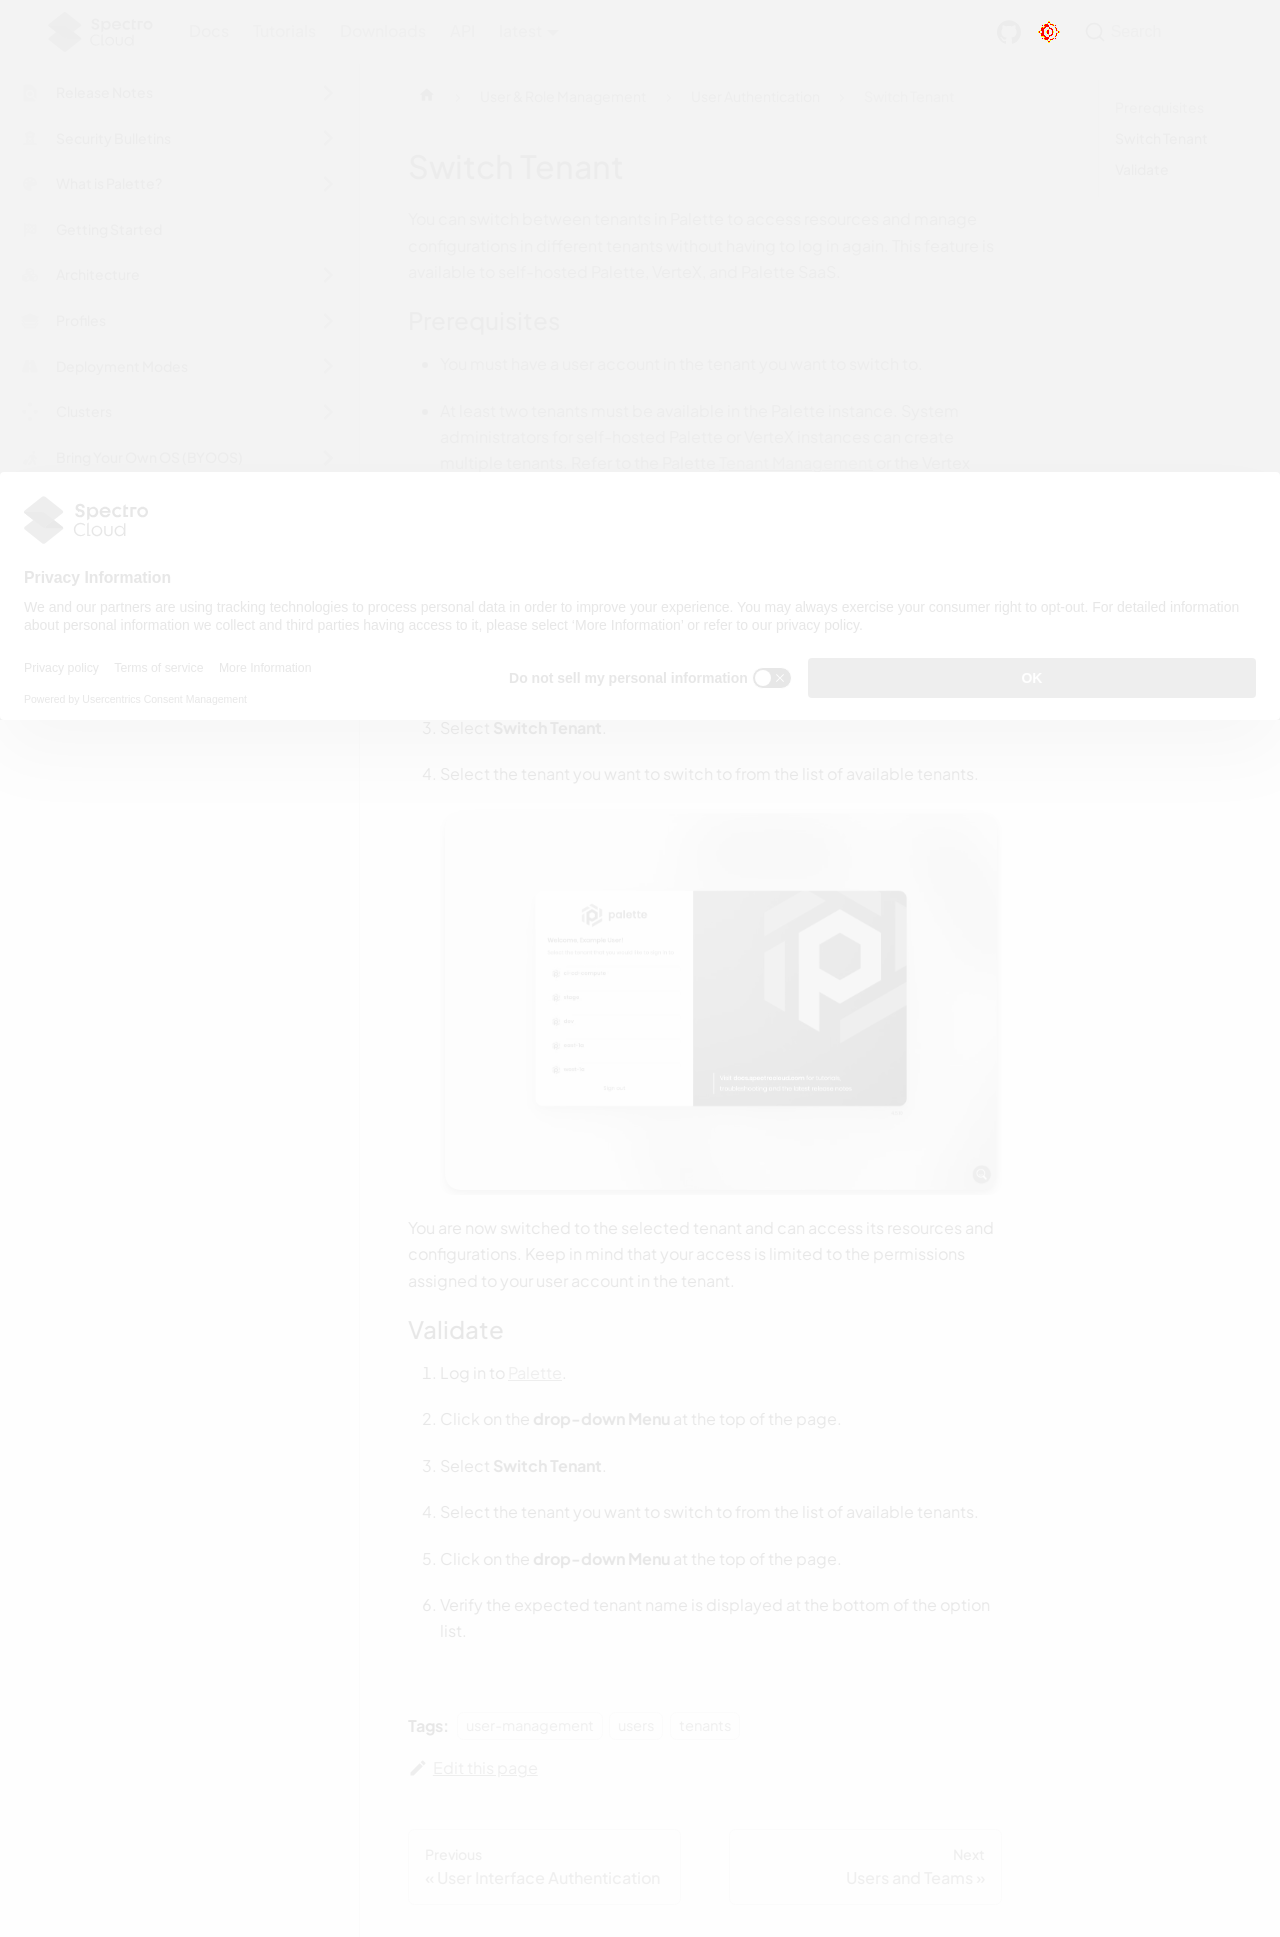 Spectro
Cloud
Docs Tutorials Downloads API latest
Search
Release Notes
Security Bulletins
What is Palette?
Getting Started
Architecture
Profiles
Deployment Modes
Clusters
Bring Your Own OS (BYOOS)
User & Role Management
User Authentication
Switch Tenant
Prerequisites
Switch Tenant
Validate
Switch Tenant
You can switch between tenants in Palette to access resources and manage
configurations in different tenants without having to log in again. This feature is
available to self-hosted Palette, VerteX, and Palette SaaS.
Prerequisites
You must have a user account in the tenant you want to switch to.
At least two tenants must be available in the Palette instance. System
administrators for self-hosted Palette or VerteX instances can create
multiple tenants. Refer to the Palette Tenant Management or the Vertex
Spectro
Cloud
Privacy Information
We and our partners are using tracking technologies to process personal data in order to improve your experience. You may always exercise your consumer right to opt-out. For detailed information
about personal information we collect and third parties having access to it, please select ‘More Information’ or refer to our privacy policy.
Privacy policy Terms of service More Information
Do not sell my personal information
OK
Powered by Usercentrics Consent Management
3. Select Switch Tenant.
4. Select the tenant you want to switch to from the list of available tenants.
palette
You are now switched to the selected tenant and can access its resources and
configurations. Keep in mind that your access is limited to the permissions
assigned to your user account in the tenant.
Validate
1. Log in to Palette.
2. Click on the drop-down Menu at the top of the page.
3. Select Switch Tenant.
4. Select the tenant you want to switch to from the list of available tenants.
5. Click on the drop-down Menu at the top of the page.
6. Verify the expected tenant name is displayed at the bottom of the option
list.
Tags: user-management users tenants
Edit this page
Previous
« User Interface Authentication
Next
Users and Teams »